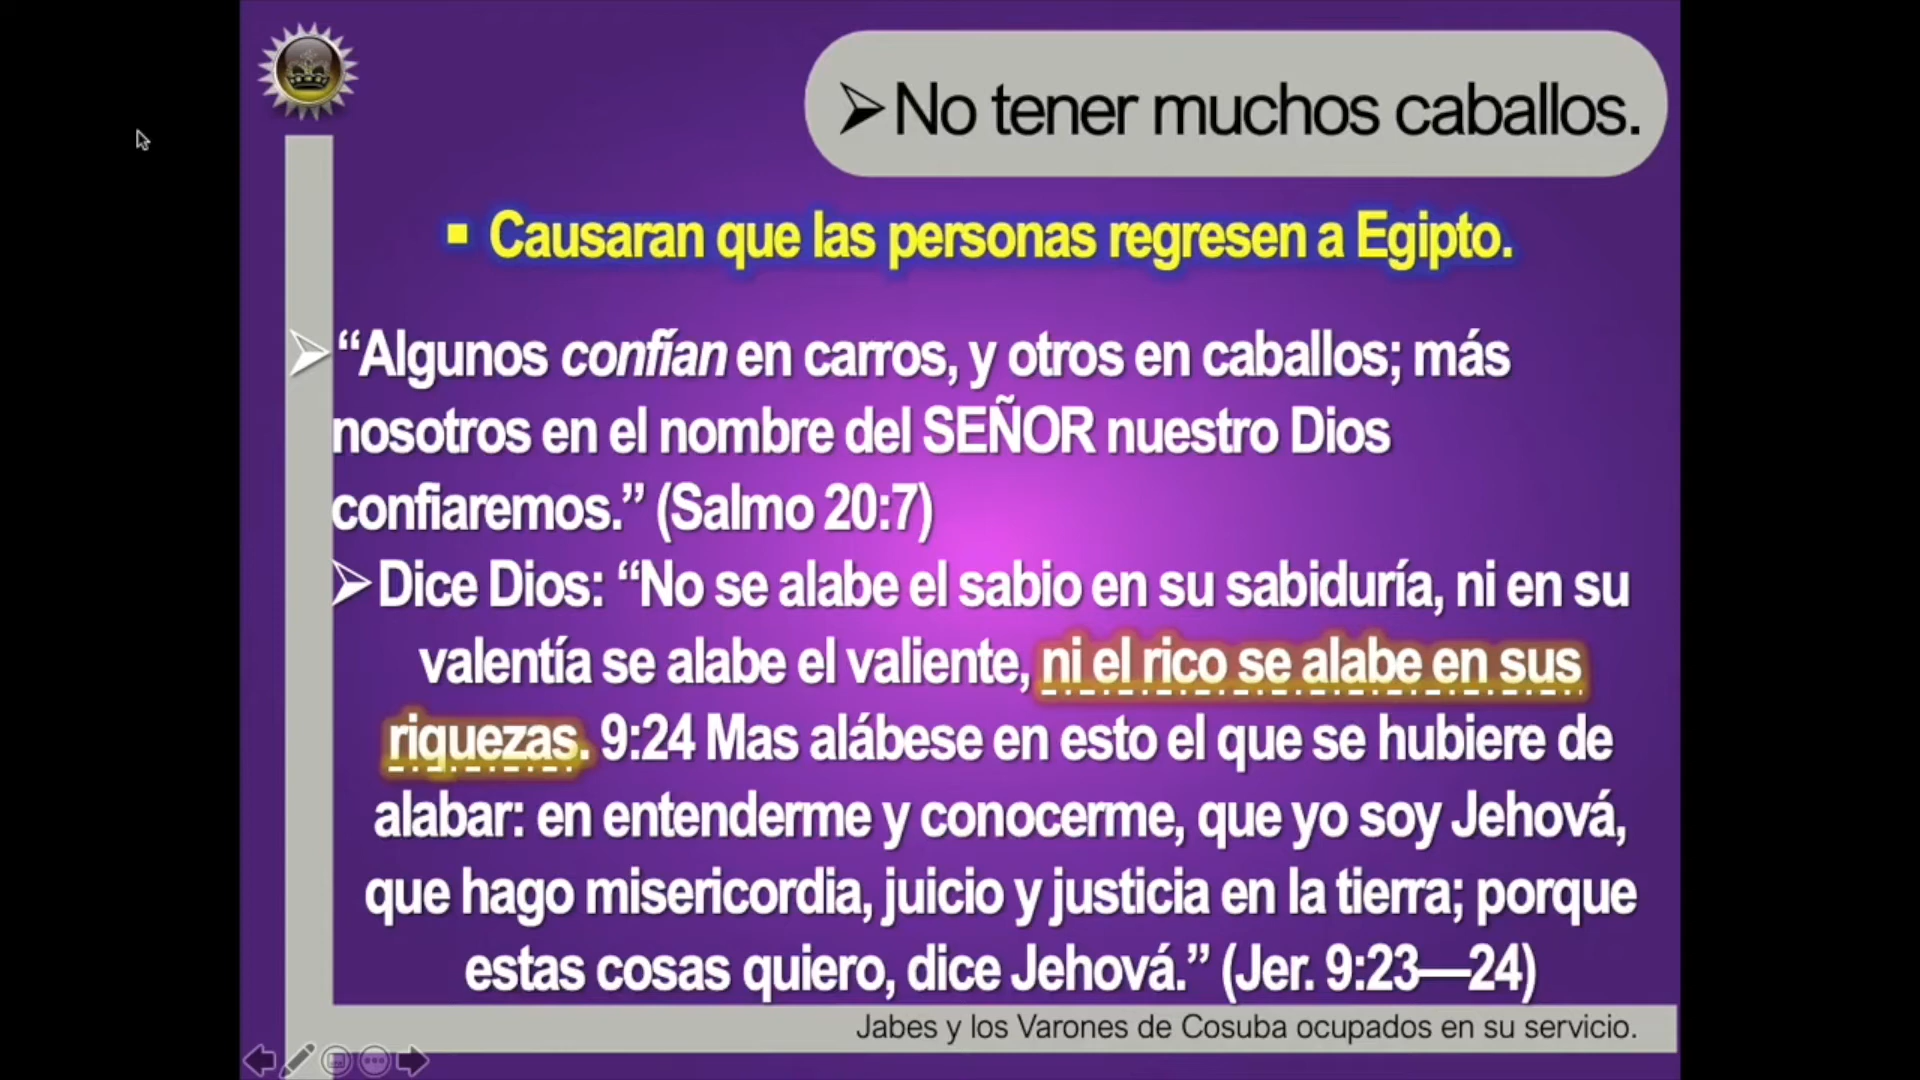 ➢No tener muchos caballos.
▪ Causaran que las personas regresen a Egipto.
➢“Algunos confían en carros, y otros en caballos; más
nosotros en el nombre del SEÑOR nuestro Dios
confiaremos.” (Salmo 20:7)
➢Dice Dios: “No se alabe el sabio en su sabiduría, ni en su
valentía se alabe el valiente, ni el rico se alabe en sus
riquezas. 9:24 Mas alábese en esto el que se hubiere de
alabar: en entenderme y conocerme, que yo soy Jehová,
que hago misericordia, juicio y justicia en la tierra; porque
estas cosas quiero, dice Jehová.” (Jer. 9:23—24)
Jabes y los Varones de Cosuba ocupados en su servicio.